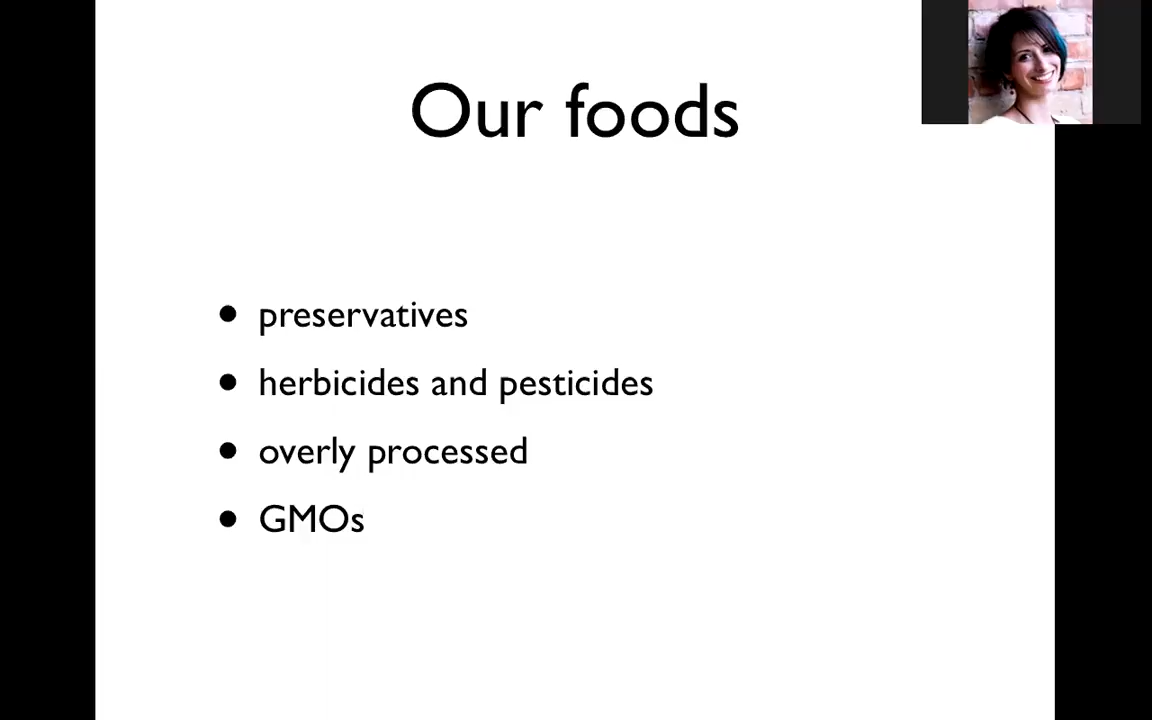 Our foods
• preservatives
• herbicides and pesticides
• overly processed
• GMOs